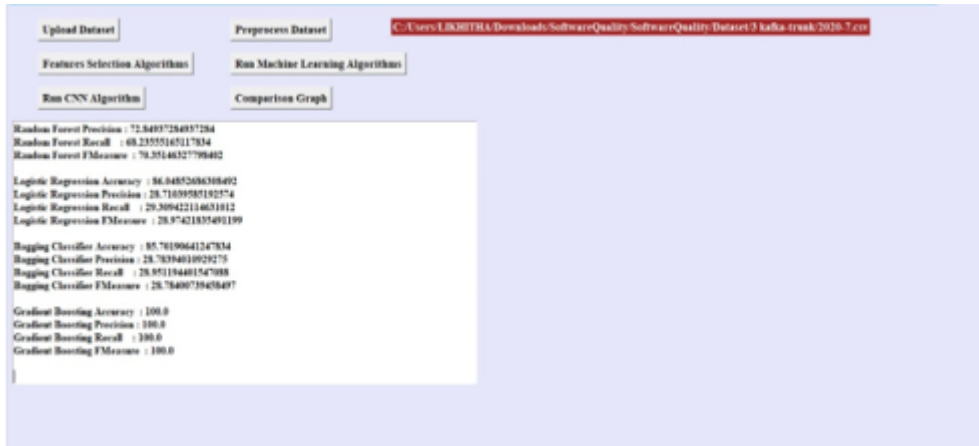 Upload Dataset
Preprocess Dataset
C:/Users/LIKHITHA/Downloads/SoftwareQuality/SoftwareQuality/Dataset/3 kafka-trunk/2020-7.csv
Features Selection Algorithms
Run Machine Learning Algorithms
Run CNN Algorithm
Comparison Graph
Random Forest Precision : 72.84937284937284
Random Forest Recall : 68.23555165117834
Random Forest FMeasure : 70.35146327798402
Logistic Regression Accuracy : 86.04852686308492
Logistic Regression Precision : 28.71039585192574
Logistic Regression Recall : 29.309422114631012
Logistic Regression FMeasure : 28.97421835491199
Bagging Classifier Accuracy : 85.70190641247834
Bagging Classifier Precision : 28.78394010929275
Bagging Classifier Recall : 28.951194401547088
Bagging Classifier FMeasure : 28.78400739458497
Gradient Boosting Accuracy : 100.0
Gradient Boosting Precision : 100.0
Gradient Boosting Recall : 100.0
Gradient Boosting FMeasure : 100.0